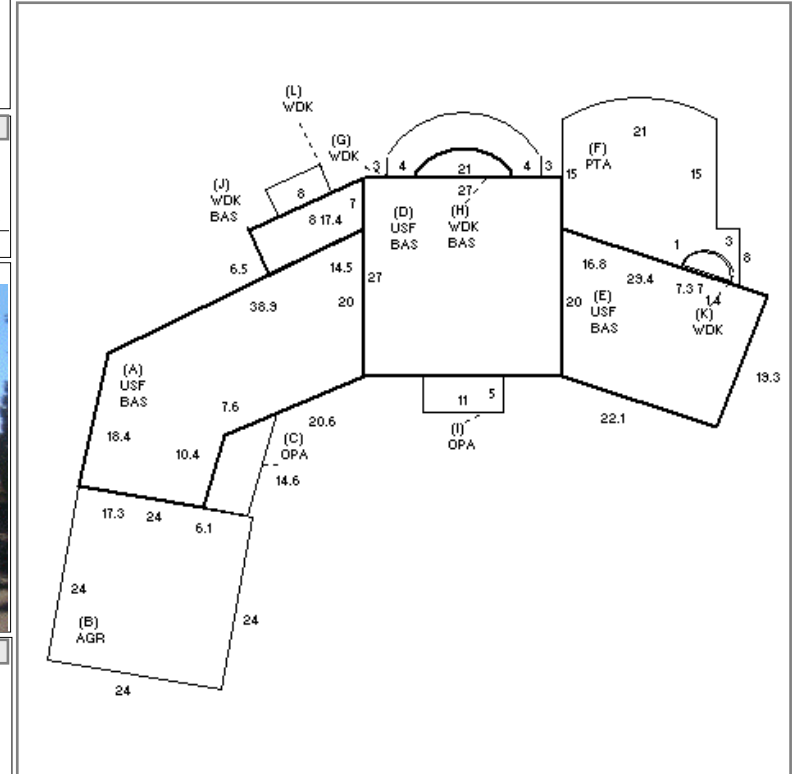 (L)
WDK
(G)
WDK
3 4 21 4 3
27
(F)
PTA
21
15 15
(J)
WDK
BAS
8
7
8 17.4
(D)
USF
BAS
(H)
WDK
BAS
1 3
8
6.5
14.5
27
16.8
29.4
7.3 7
1.4
38.9
20
20
(E)
USF
BAS
(K)
WDK
(A)
USF
BAS
19.3
7.6
11 5
18.4
10.4
20.6
(C)
OPA
(I)
OPA
22.1
14.6
17.3 24 6.1
24
(B)
AGR
24
24